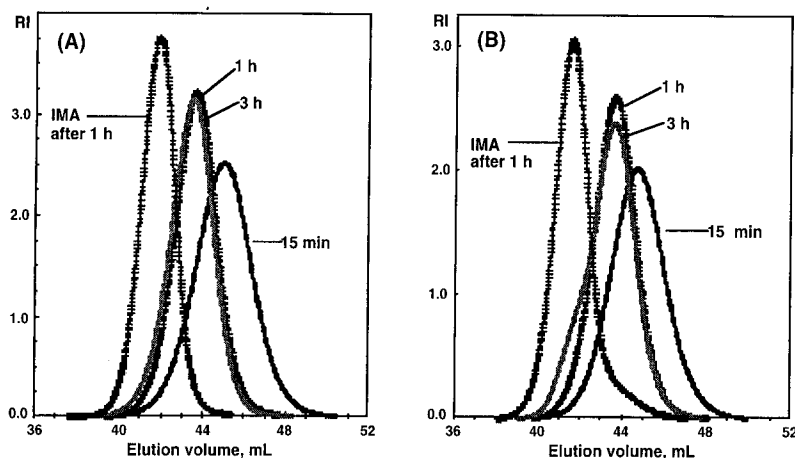 RI
(A)
1 h
3 h
IMA
after 1 h
15 min
3.0
2.0
1.0
0.0
36 40 44 48 52
Elution volume, mL
RI
(B)
3.0
1 h
3 h
IMA
after 1 h
2.0
15 min
1.0
0.0
36 40 44 48 52
Elution volume, mL